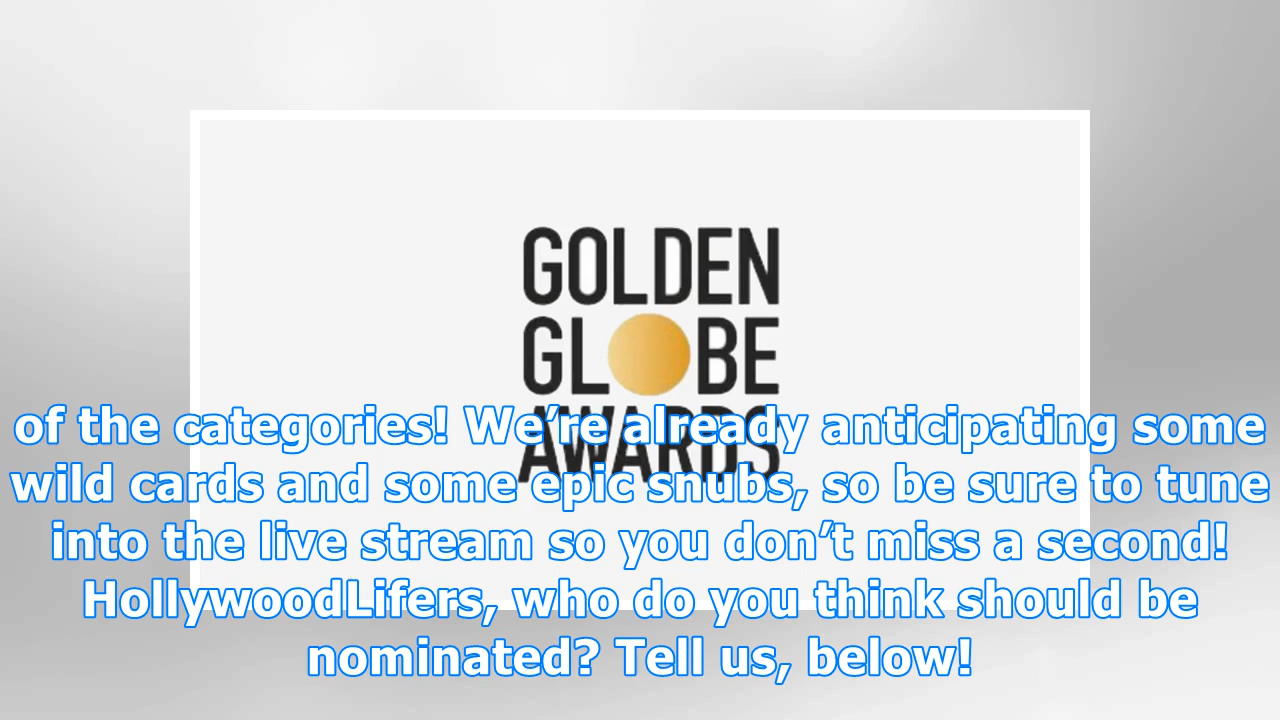 GOLDEN
GLOBE
AWARDS
of the categories! We’re already anticipating some
wild cards and some epic snubs, so be sure to tune
into the live stream so you don’t miss a second!
HollywoodLifers, who do you think should be
nominated? Tell us, below!